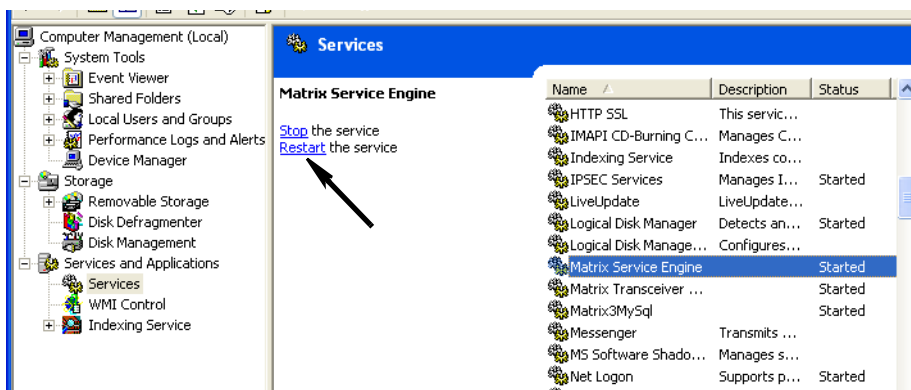 Computer Management (Local)
System Tools
Event Viewer
Shared Folders
Local Users and Groups
Performance Logs and Alerts
Device Manager
Storage
Removable Storage
Disk Defragmenter
Disk Management
Services and Applications
Services
WMI Control
Indexing Service
Services
Matrix Service Engine
Stop the service
Restart the service
Name Description Status
HTTP SSL This servic...
IMAPI CD-Burning C... Manages C...
Indexing Service Indexes co...
IPSEC Services Manages I... Started
LiveUpdate LiveUpdate...
Logical Disk Manager Detects an... Started
Logical Disk Manage... Configures...
Matrix Service Engine Started
Matrix Transceiver ... Started
Matrix3MySql Started
Messenger Transmits ...
MS Software Shado... Manages s...
Net Logon Supports p... Started